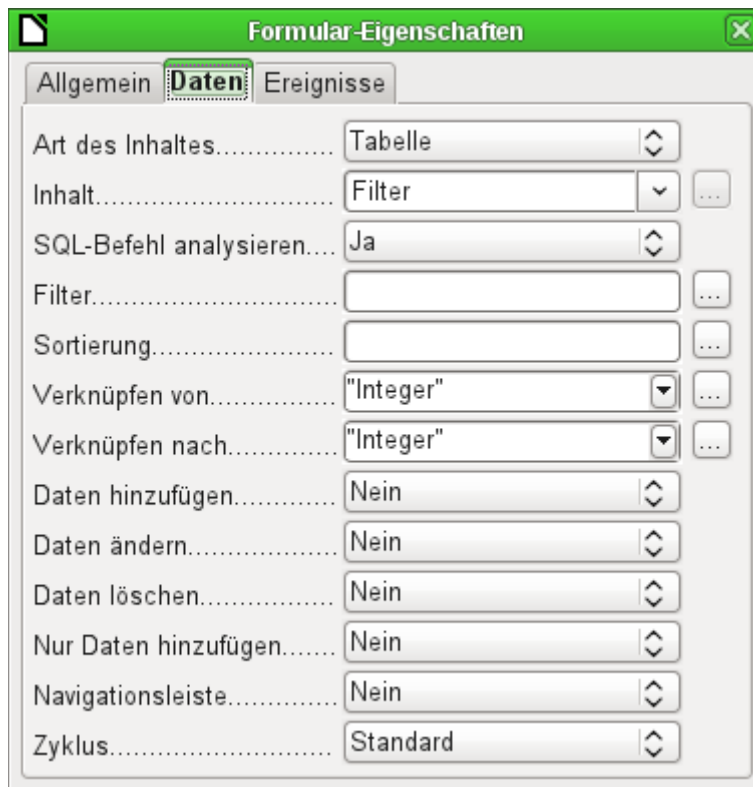 Formular-Eigenschaften
Allgemein Daten Ereignisse
Art des Inhaltes............... Tabelle
Inhalt............................. Filter ...
SQL-Befehl analysieren.... Ja
Filter............................. ...
Sortierung...................... ...
Verknüpfen von............... "Integer" ...
Verknüpfen nach............. "Integer" ...
Daten hinzufügen............ Nein
Daten ändern.................. Nein
Daten löschen................. Nein
Nur Daten hinzufügen....... Nein
Navigationsleiste.............. Nein
Zyklus............................ Standard